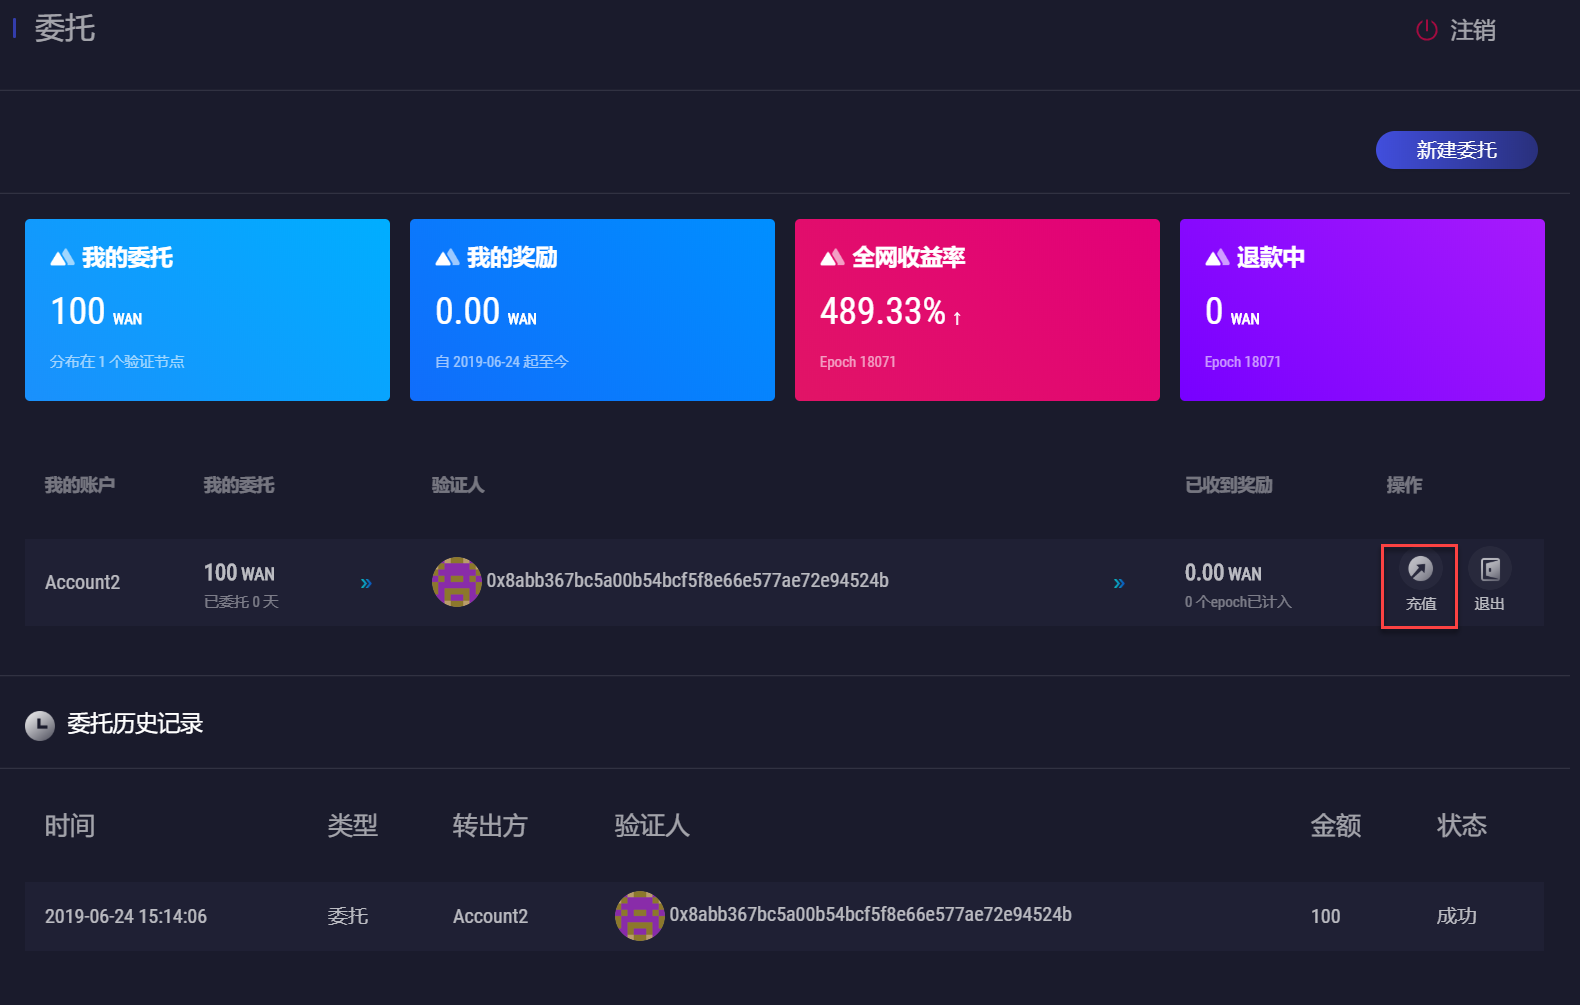 委托
注销
新建委托
我的委托
100 WAN
分布在 1 个验证节点
我的奖励
0.00 WAN
自 2019-06-24 起至今
全网收益率
489.33% ↑
Epoch 18071
退款中
0 WAN
Epoch 18071
我的账户 我的委托 验证人 已收到奖励 操作
Account2
100 WAN
已委托 0 天
»
0x8abb367bc5a00b54bcf5f8e66e577ae72e94524b
»
0.00 WAN
0 个epoch已计入
充值
退出
委托历史记录
时间 类型 转出方 验证人 金额 状态
2019-06-24 15:14:06 委托 Account2 0x8abb367bc5a00b54bcf5f8e66e577ae72e94524b 100 成功